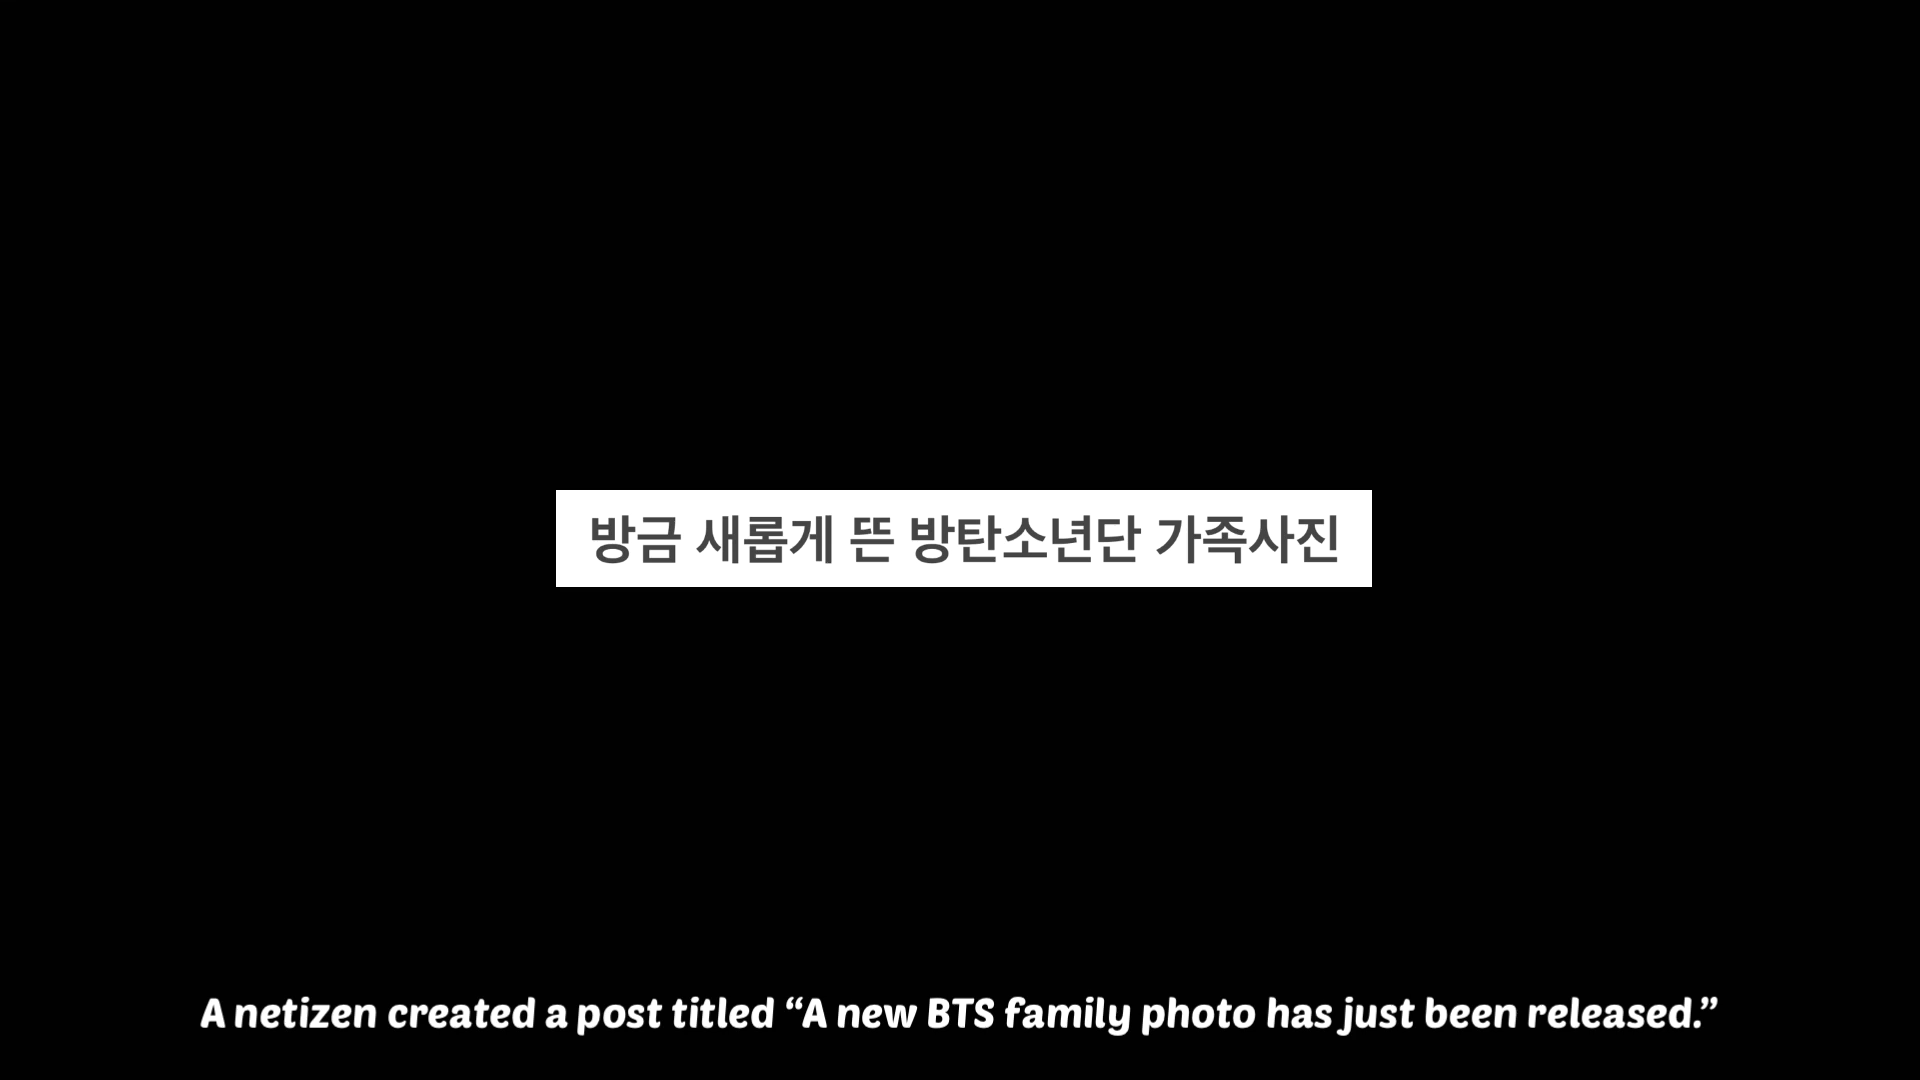 방금 새롭게 뜬 방탄소년단 가족사진
A netizen created a post titled “A new BTS family photo has just been released.”